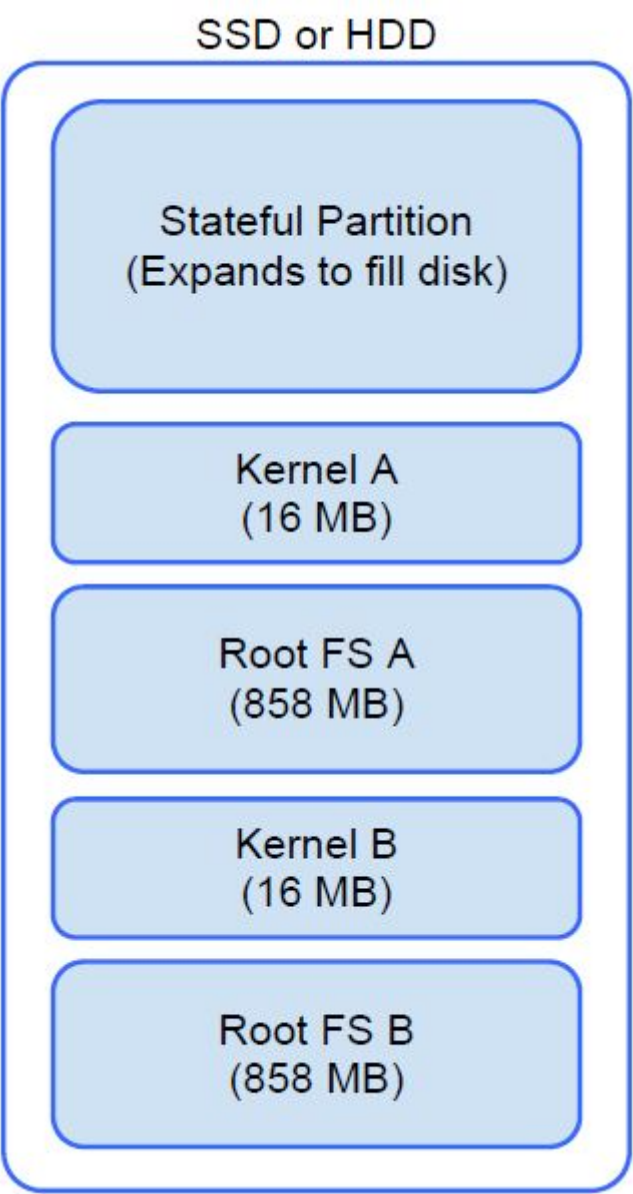 SSD or HDD
Stateful Partition
(Expands to fill disk)
Kernel A
(16 MB)
Root FS A
(858 MB)
Kernel B
(16 MB)
Root FS B
(858 MB)